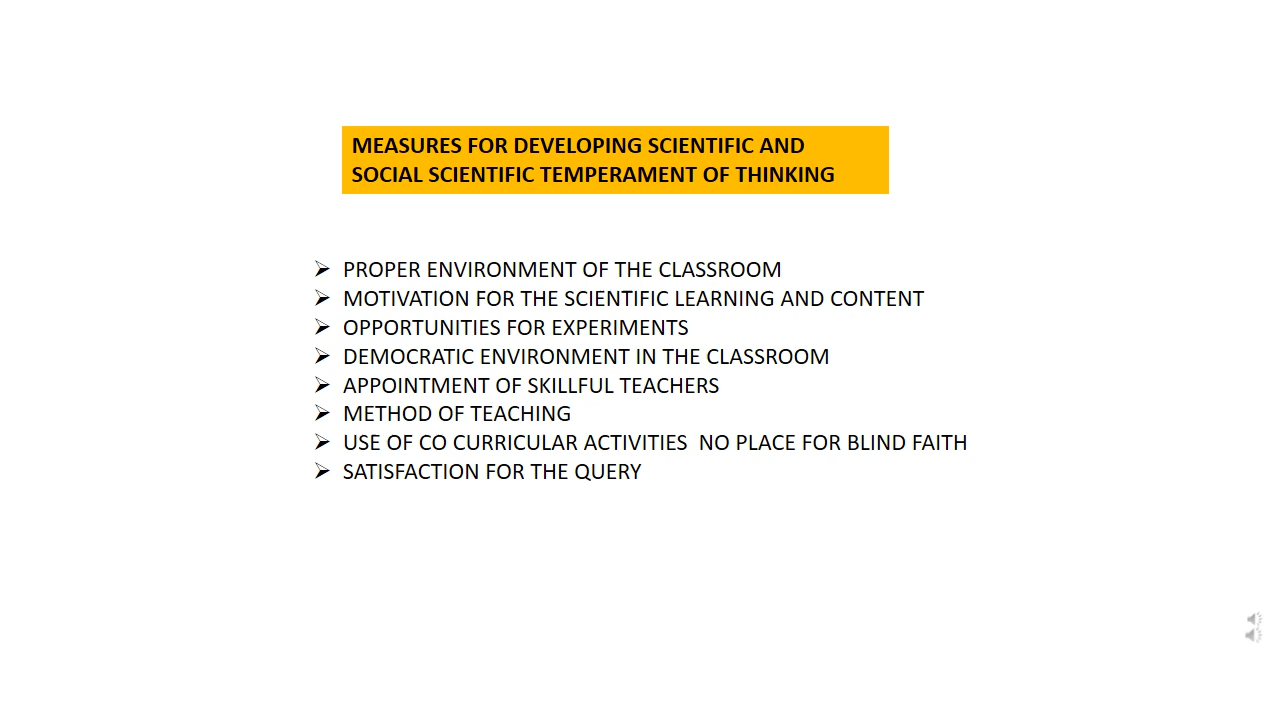 MEASURES FOR DEVELOPING SCIENTIFIC AND
SOCIAL SCIENTIFIC TEMPERAMENT OF THINKING
➢ PROPER ENVIRONMENT OF THE CLASSROOM
➢ MOTIVATION FOR THE SCIENTIFIC LEARNING AND CONTENT
➢ OPPORTUNITIES FOR EXPERIMENTS
➢ DEMOCRATIC ENVIRONMENT IN THE CLASSROOM
➢ APPOINTMENT OF SKILLFUL TEACHERS
➢ METHOD OF TEACHING
➢ USE OF CO CURRICULAR ACTIVITIES  NO PLACE FOR BLIND FAITH
➢ SATISFACTION FOR THE QUERY